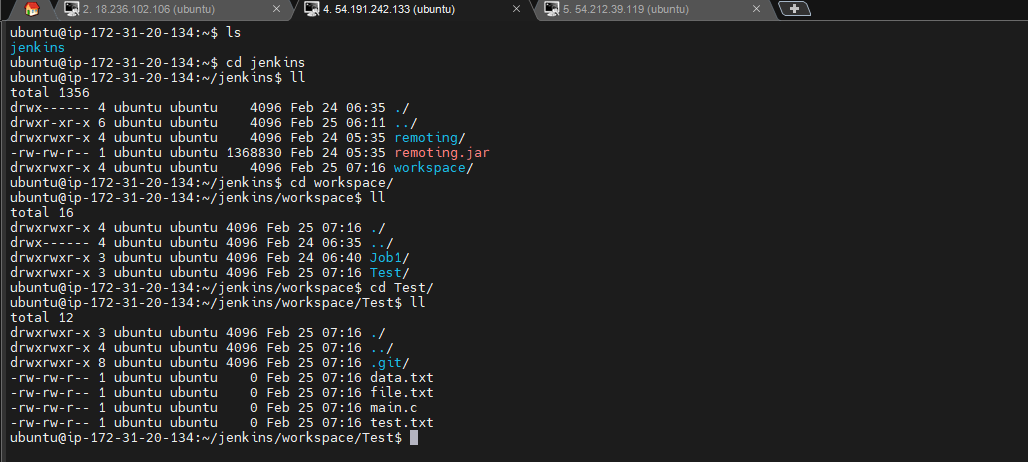 2. 18.236.102.106 (ubuntu)
4. 54.191.242.133 (ubuntu)
5. 54.212.39.119 (ubuntu)
ubuntu@ip-172-31-20-134:~$ ls
jenkins
ubuntu@ip-172-31-20-134:~$ cd jenkins
ubuntu@ip-172-31-20-134:~/jenkins$ ll
total 1356
drwx------ 4 ubuntu ubuntu    4096 Feb 24 06:35 ./
drwxr-xr-x 6 ubuntu ubuntu    4096 Feb 25 06:11 ../
drwxrwxr-x 4 ubuntu ubuntu    4096 Feb 24 05:35 remoting/
-rw-rw-r-- 1 ubuntu ubuntu 1368830 Feb 24 05:35 remoting.jar
drwxrwxr-x 4 ubuntu ubuntu    4096 Feb 25 07:16 workspace/
ubuntu@ip-172-31-20-134:~/jenkins$ cd workspace/
ubuntu@ip-172-31-20-134:~/jenkins/workspace$ ll
total 16
drwxrwxr-x 4 ubuntu ubuntu 4096 Feb 25 07:16 ./
drwx------ 4 ubuntu ubuntu 4096 Feb 24 06:35 ../
drwxrwxr-x 3 ubuntu ubuntu 4096 Feb 24 06:40 Job1/
drwxrwxr-x 3 ubuntu ubuntu 4096 Feb 25 07:16 Test/
ubuntu@ip-172-31-20-134:~/jenkins/workspace$ cd Test/
ubuntu@ip-172-31-20-134:~/jenkins/workspace/Test$ ll
total 12
drwxrwxr-x 3 ubuntu ubuntu 4096 Feb 25 07:16 ./
drwxrwxr-x 4 ubuntu ubuntu 4096 Feb 25 07:16 ../
drwxrwxr-x 8 ubuntu ubuntu 4096 Feb 25 07:16 .git/
-rw-rw-r-- 1 ubuntu ubuntu    0 Feb 25 07:16 data.txt
-rw-rw-r-- 1 ubuntu ubuntu    0 Feb 25 07:16 file.txt
-rw-rw-r-- 1 ubuntu ubuntu    0 Feb 25 07:16 main.c
-rw-rw-r-- 1 ubuntu ubuntu    0 Feb 25 07:16 test.txt
ubuntu@ip-172-31-20-134:~/jenkins/workspace/Test$